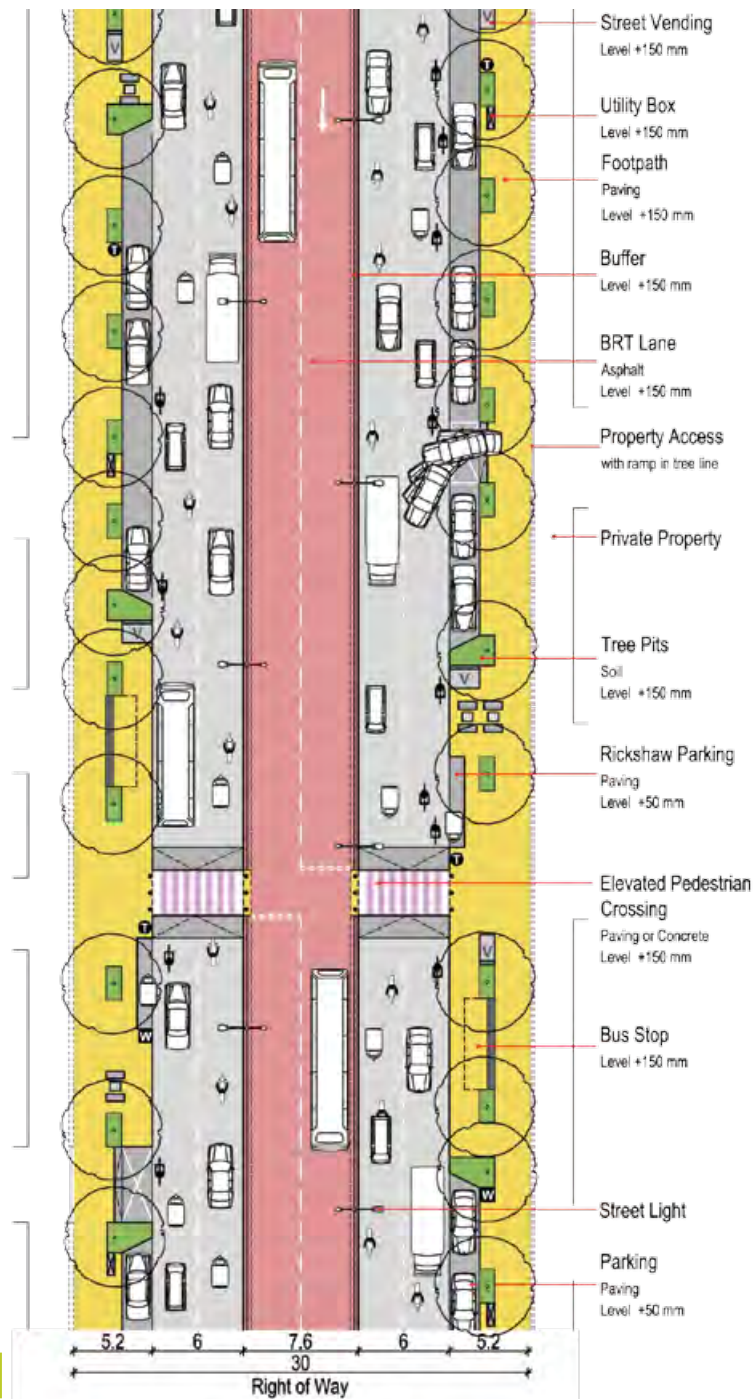 Street Vending
Level +150 mm
Utility Box
Level +150 mm
Footpath
Paving
Level +150 mm
Buffer
Level +150 mm
BRT Lane
Asphalt
Level +150 mm
Property Access
with ramp in tree line
Private Property
Tree Pits
Soil
Level +150 mm
Rickshaw Parking
Paving
Level +50 mm
Elevated Pedestrian
Crossing
Paving or Concrete
Level +150 mm
Bus Stop
Level +150 mm
Street Light
Parking
Paving
Level +50 mm
V
V
T
T
V
V
T
T
V
W
W
5.2 6 7.6 6 5.2
30
Right of Way